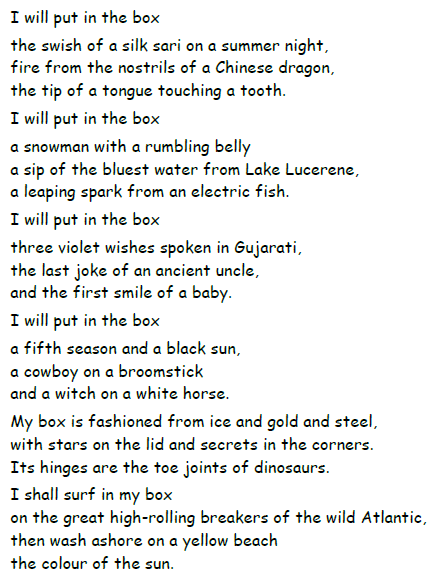 I will put in the box
the swish of a silk sari on a summer night,
fire from the nostrils of a Chinese dragon,
the tip of a tongue touching a tooth.
I will put in the box
a snowman with a rumbling belly
a sip of the bluest water from Lake Lucerene,
a leaping spark from an electric fish.
I will put in the box
three violet wishes spoken in Gujarati,
the last joke of an ancient uncle,
and the first smile of a baby.
I will put in the box
a fifth season and a black sun,
a cowboy on a broomstick
and a witch on a white horse.
My box is fashioned from ice and gold and steel,
with stars on the lid and secrets in the corners.
Its hinges are the toe joints of dinosaurs.
I shall surf in my box
on the great high-rolling breakers of the wild Atlantic,
then wash ashore on a yellow beach
the colour of the sun.